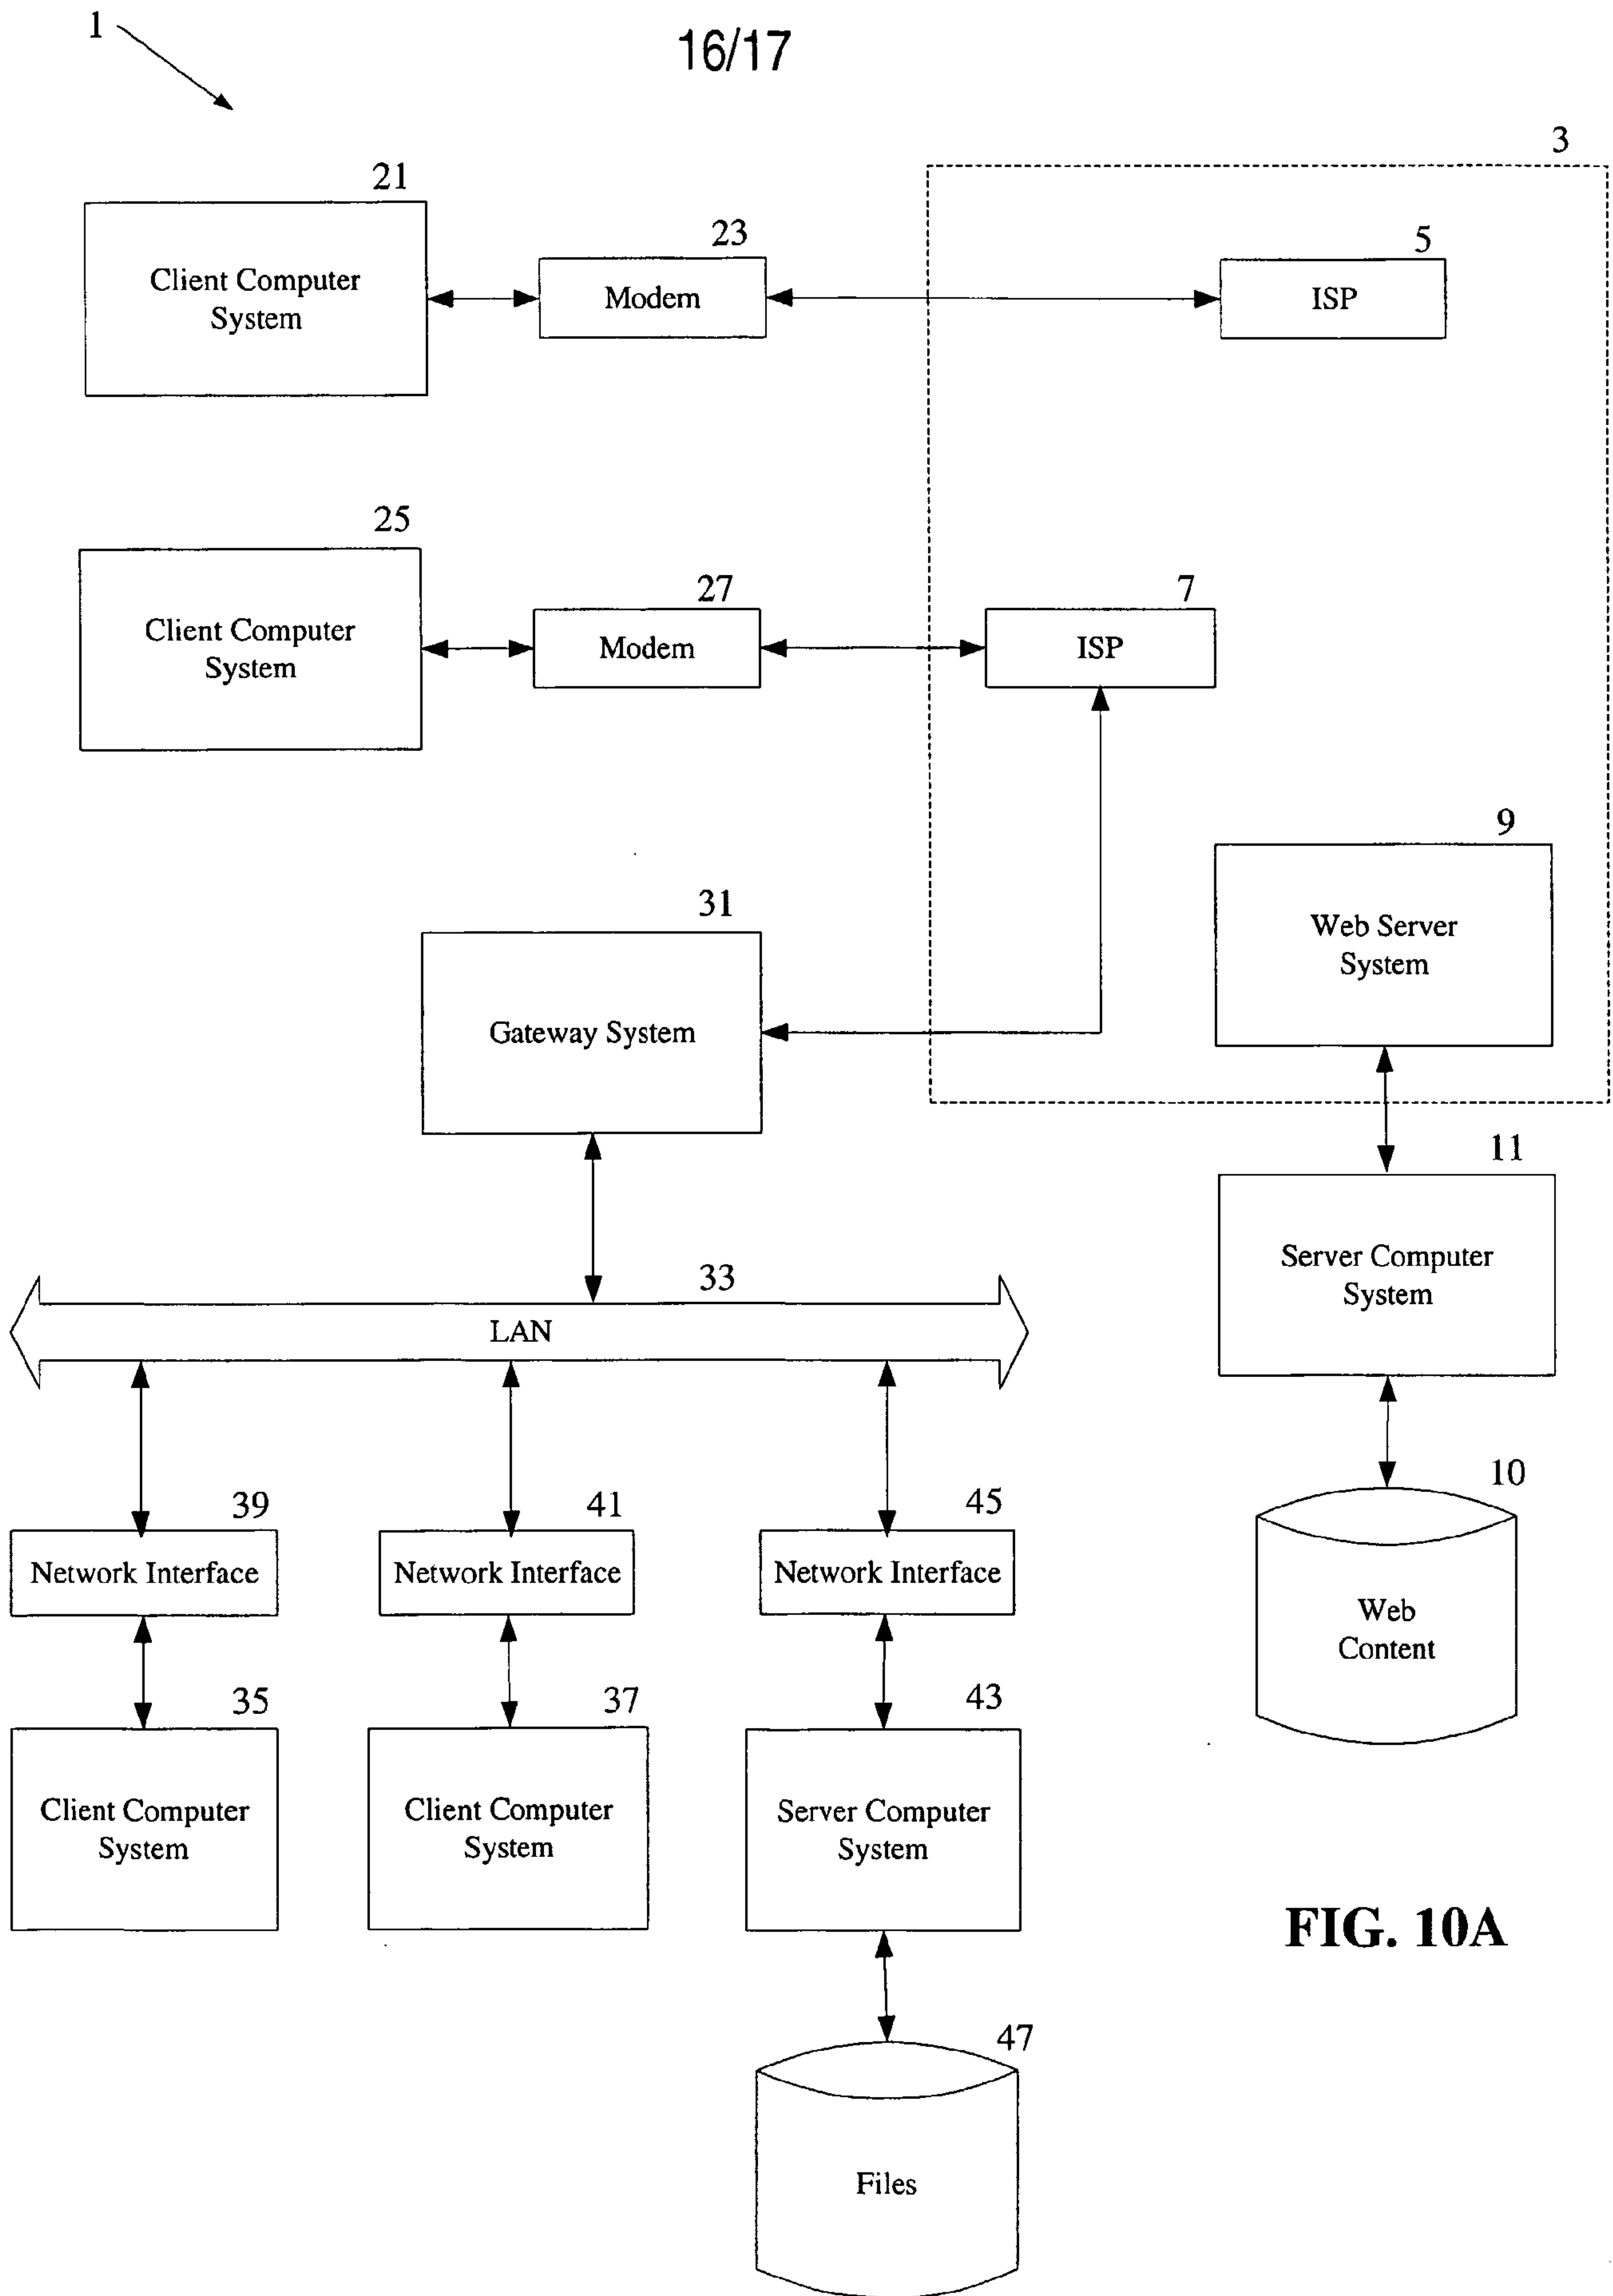 1
16/17
3
21
Client Computer
System
23
Modem
5
ISP
25
Client Computer
System
27
Modem
7
ISP
9
Web Server
System
31
Gateway System
11
Server Computer
System
33
LAN
10
Web
Content
39
Network Interface
41
Network Interface
45
Network Interface
35
Client Computer
System
37
Client Computer
System
43
Server Computer
System
FIG. 10A
47
Files